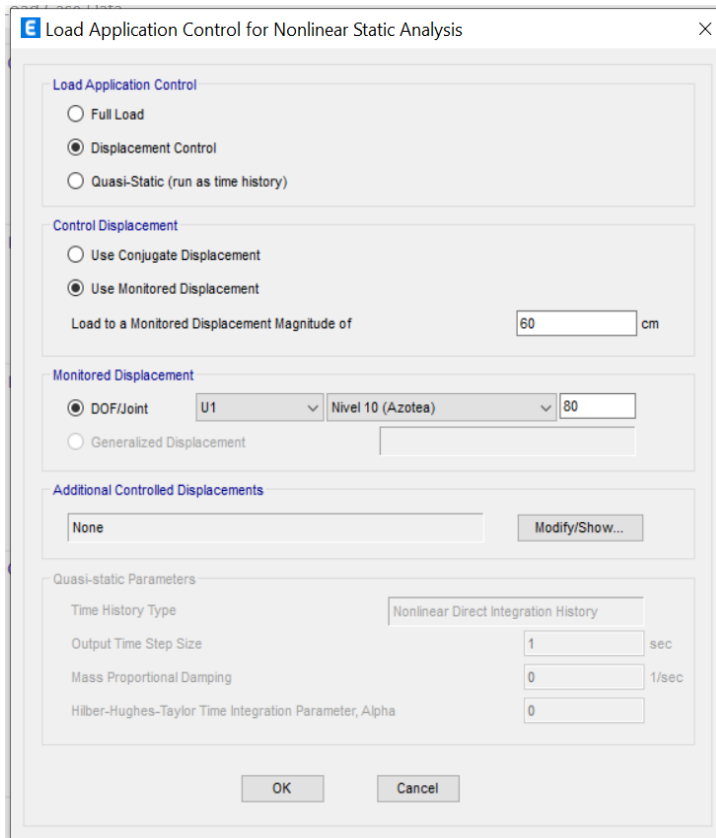 Load Case Data
E Load Application Control for Nonlinear Static Analysis
Load Application Control
Full Load
Displacement Control
Quasi-Static (run as time history)
Control Displacement
Use Conjugate Displacement
Use Monitored Displacement
Load to a Monitored Displacement Magnitude of 60 cm
Monitored Displacement
DOF/Joint U1 Nivel 10 (Azotea) 80
Generalized Displacement
Additional Controlled Displacements
None Modify/Show...
Quasi-static Parameters
Time History Type Nonlinear Direct Integration History
Output Time Step Size 1 sec
Mass Proportional Damping 0 1/sec
Hilber-Hughes-Taylor Time Integration Parameter, Alpha 0
OK Cancel